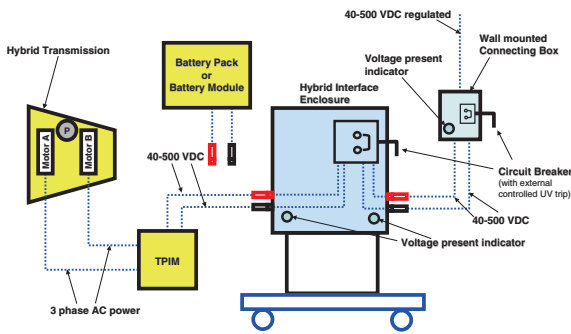 40-500 VDC regulated
Wall mounted
Connecting Box
Hybrid Transmission
Voltage present
indicator
Battery Pack
or
Battery Module
Hybrid Interface
Enclosure
P
Motor A
Motor B
40-500 VDC
Circuit Breaker
(with external
controlled UV trip)
40-500 VDC
Voltage present indicator
TPIM
3 phase AC power